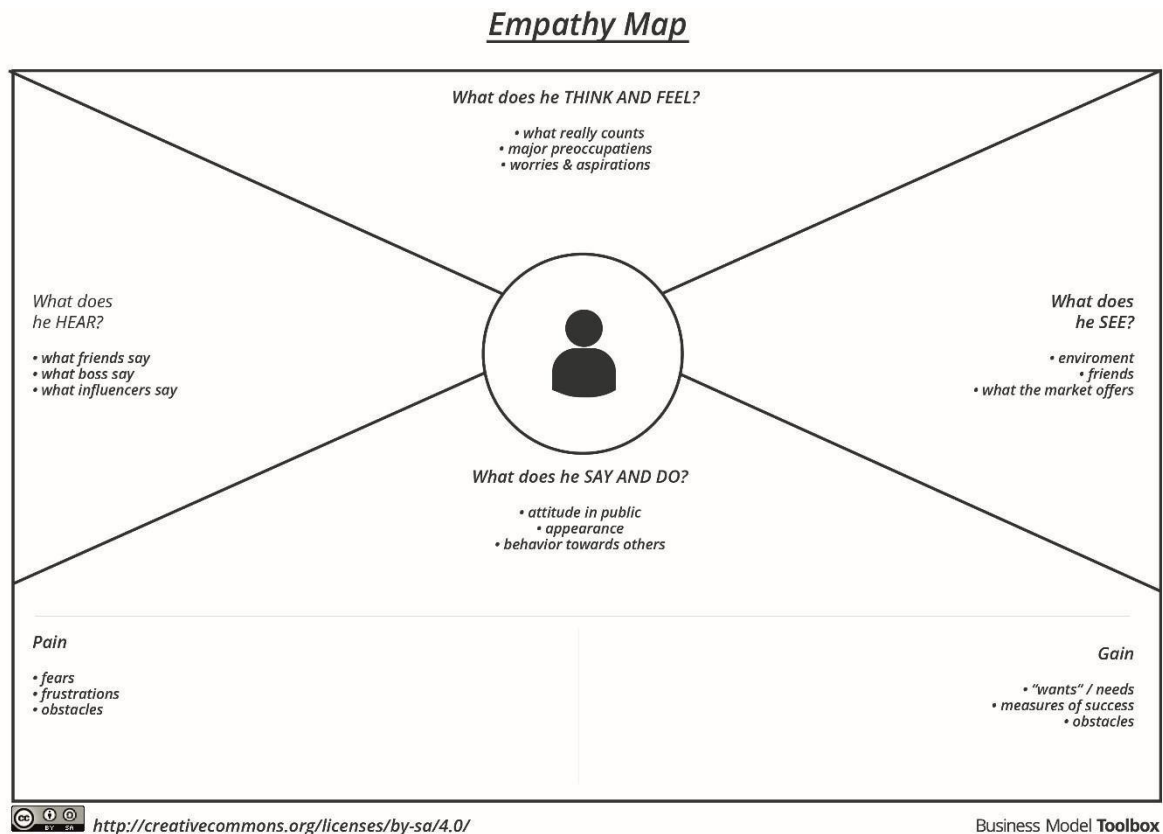 Empathy Map
What does he THINK AND FEEL?
• what really counts
• major preoccupatiens
• worries & aspirations
What does
he HEAR?
• what friends say
• what boss say
• what influencers say
What does
he SEE?
• enviroment
• friends
• what the market offers
What does he SAY AND DO?
• attitude in public
• appearance
• behavior towards others
Pain
• fears
• frustrations
• obstacles
Gain
• “wants” / needs
• measures of success
• obstacles
cc BY SA http://creativecommons.org/licenses/by-sa/4.0/
Business Model Toolbox